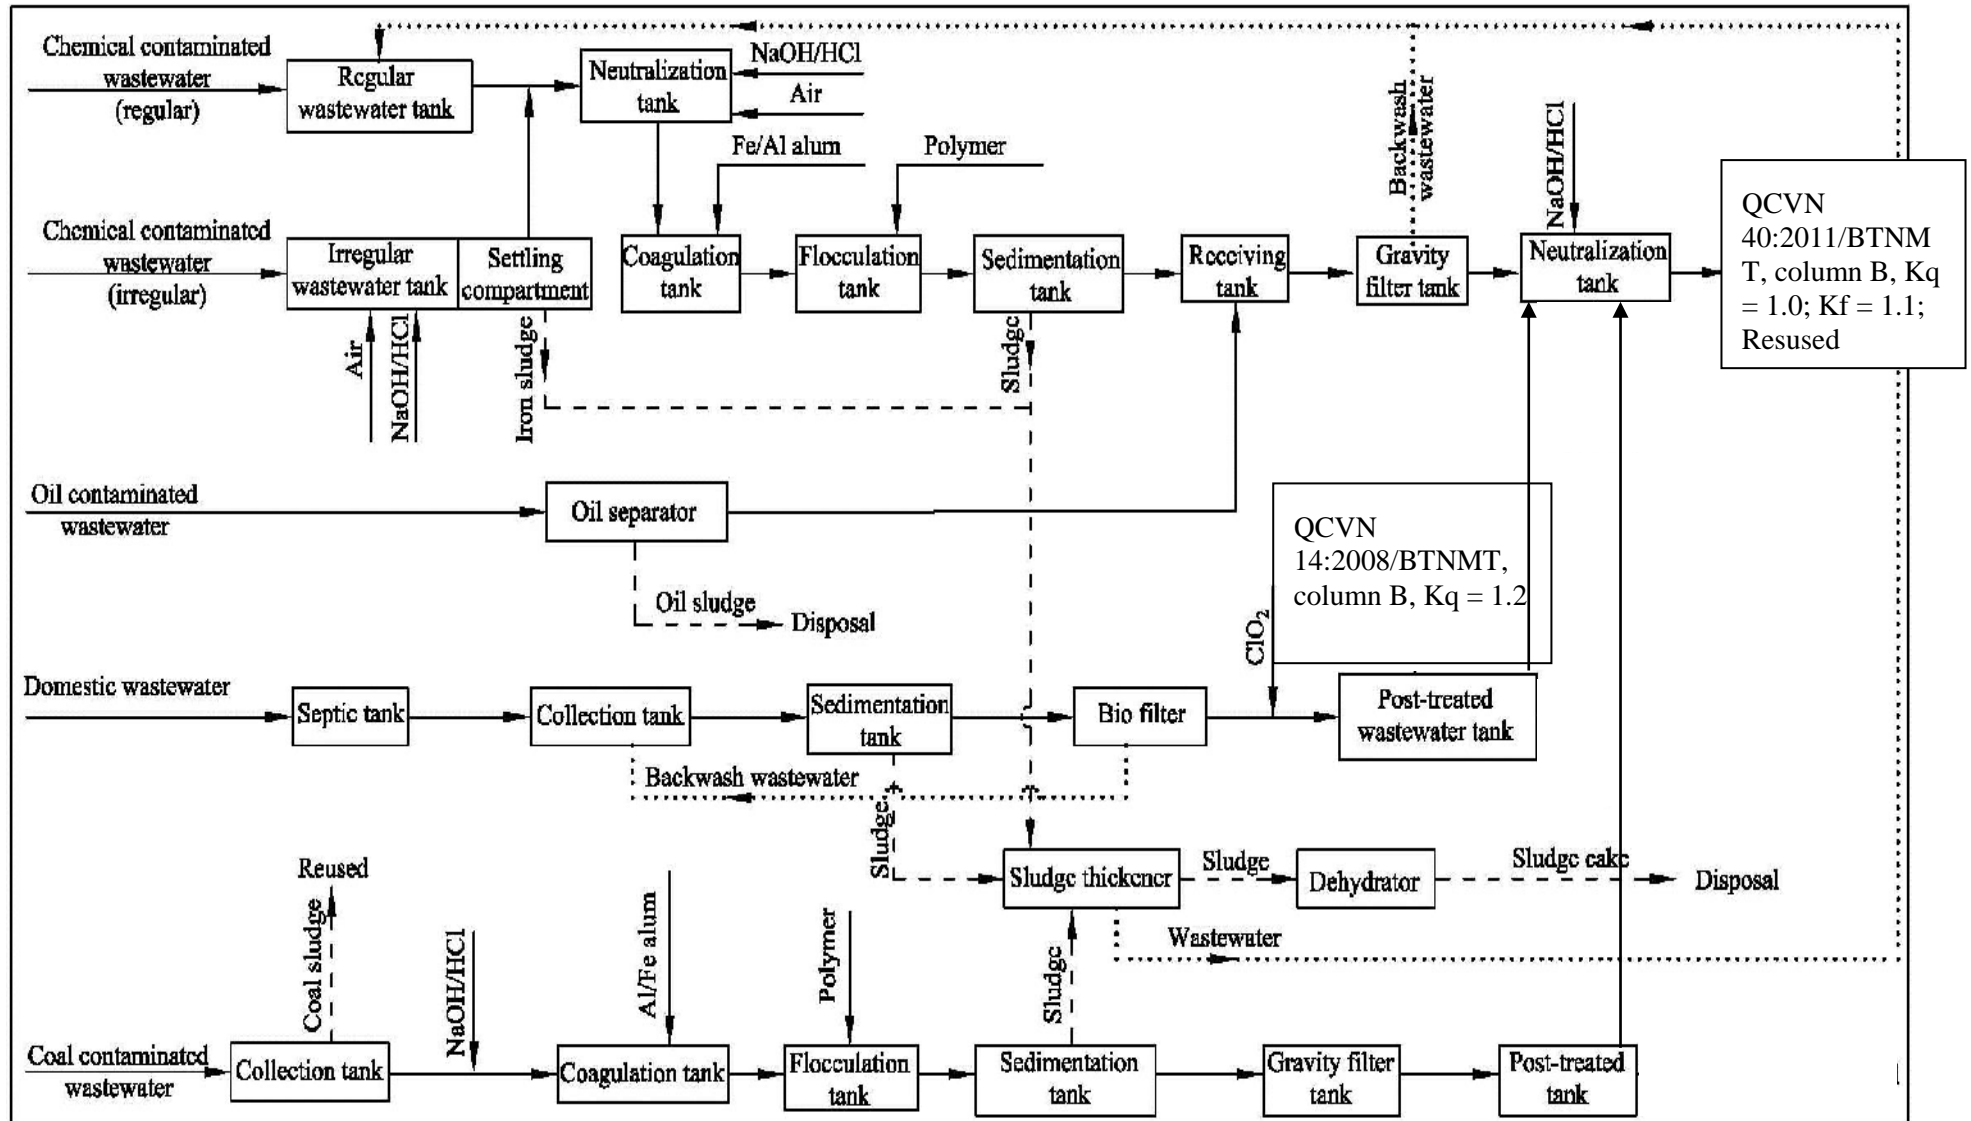 Chemical contaminated
wastewater
(regular)
Regular
wastewater tank
Neutralization
tank
NaOH/HCl
Air
Fe/Al alum
Polymer
Backwash
wastewater
NaOH/HCl
Chemical contaminated
wastewater
(irregular)
Irregular
wastewater tank
Settling
compartment
Coagulation
tank
Flocculation
tank
Sedimentation
tank
Receiving
tank
Gravity
filter tank
Neutralization
tank
QCVN
40:2011/BTNM
T, column B, Kq
= 1.0; Kf = 1.1;
Resused
Air
NaOH/HCl
Iron sludge
Sludge
Oil contaminated
wastewater
Oil separator
Oil sludge
Disposal
QCVN
14:2008/BTNMT,
column B, Kq = 1.2
ClO₂
Domestic wastewater
Septic tank
Collection tank
Sedimentation
tank
Bio filter
Post-treated
wastewater tank
Backwash wastewater
Sludge
Sludge thickener
Sludge
Dehydrator
Sludge cake
Disposal
Wastewater
Reused
Coal sludge
NaOH/HCl
Al/Fe alum
Polymer
Sludge
Coal contaminated
wastewater
Collection tank
Coagulation tank
Flocculation
tank
Sedimentation
tank
Gravity filter
tank
Post-treated
tank